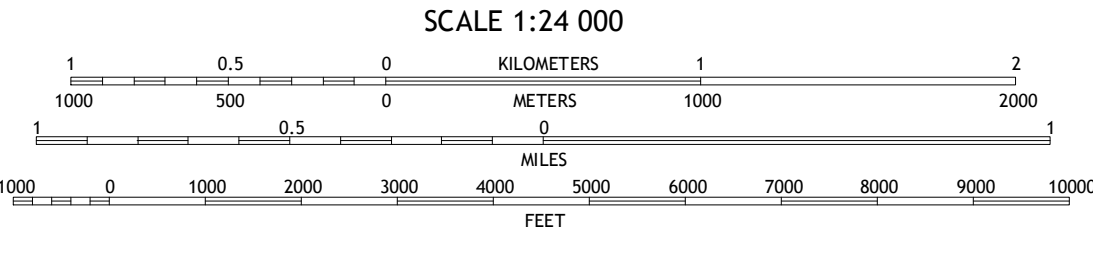 SCALE 1:24 000
1 0.5 0 KILOMETERS 1 2
1000 500 0 METERS 1000 2000
1 0.5 0 1
MILES
1000 0 1000 2000 3000 4000 5000 6000 7000 8000 9000 10000
FEET